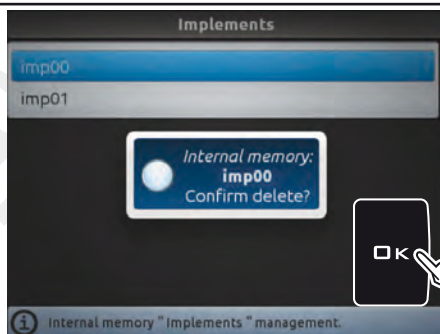 Implements
imp00
imp01
Internal memory:
imp00
Confirm delete?
OK
Internal memory "Implements" management.